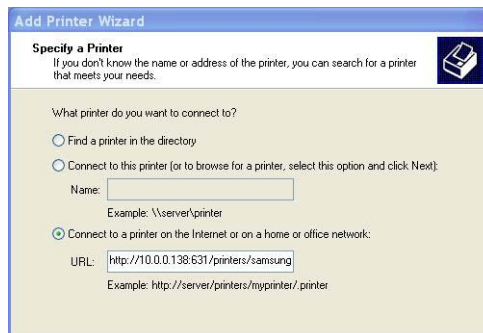 Add Printer Wizard
Specify a Printer
If you don't know the name or address of the printer, you can search for a printer
that meets your needs.
What printer do you want to connect to?
Find a printer in the directory
Connect to this printer (or to browse for a printer, select this option and click Next):
Name:
Example: \\server\printer
Connect to a printer on the Internet or on a home or office network:
URL: http://10.0.0.138:631/printers/samsung
Example: http://server/printers/myprinter/.printer